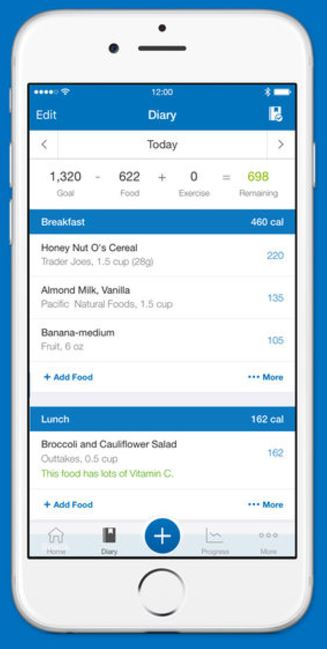 12:00
Edit Diary
Today
1,320 - 622 + 0 = 698
Goal Food Exercise Remaining
Breakfast 460 cal
Honey Nut O's Cereal
Trader Joes, 1.5 cup (28g) 220
Almond Milk, Vanilla
Pacific Natural Foods, 1.5 cup 135
Banana-medium
Fruit, 6 oz 105
+ Add Food ••• More
Lunch 162 cal
Broccoli and Cauliflower Salad
Outtakes, 0.5 cup 162
This food has lots of Vitamin C.
+ Add Food ••• More
Home Diary Progress More